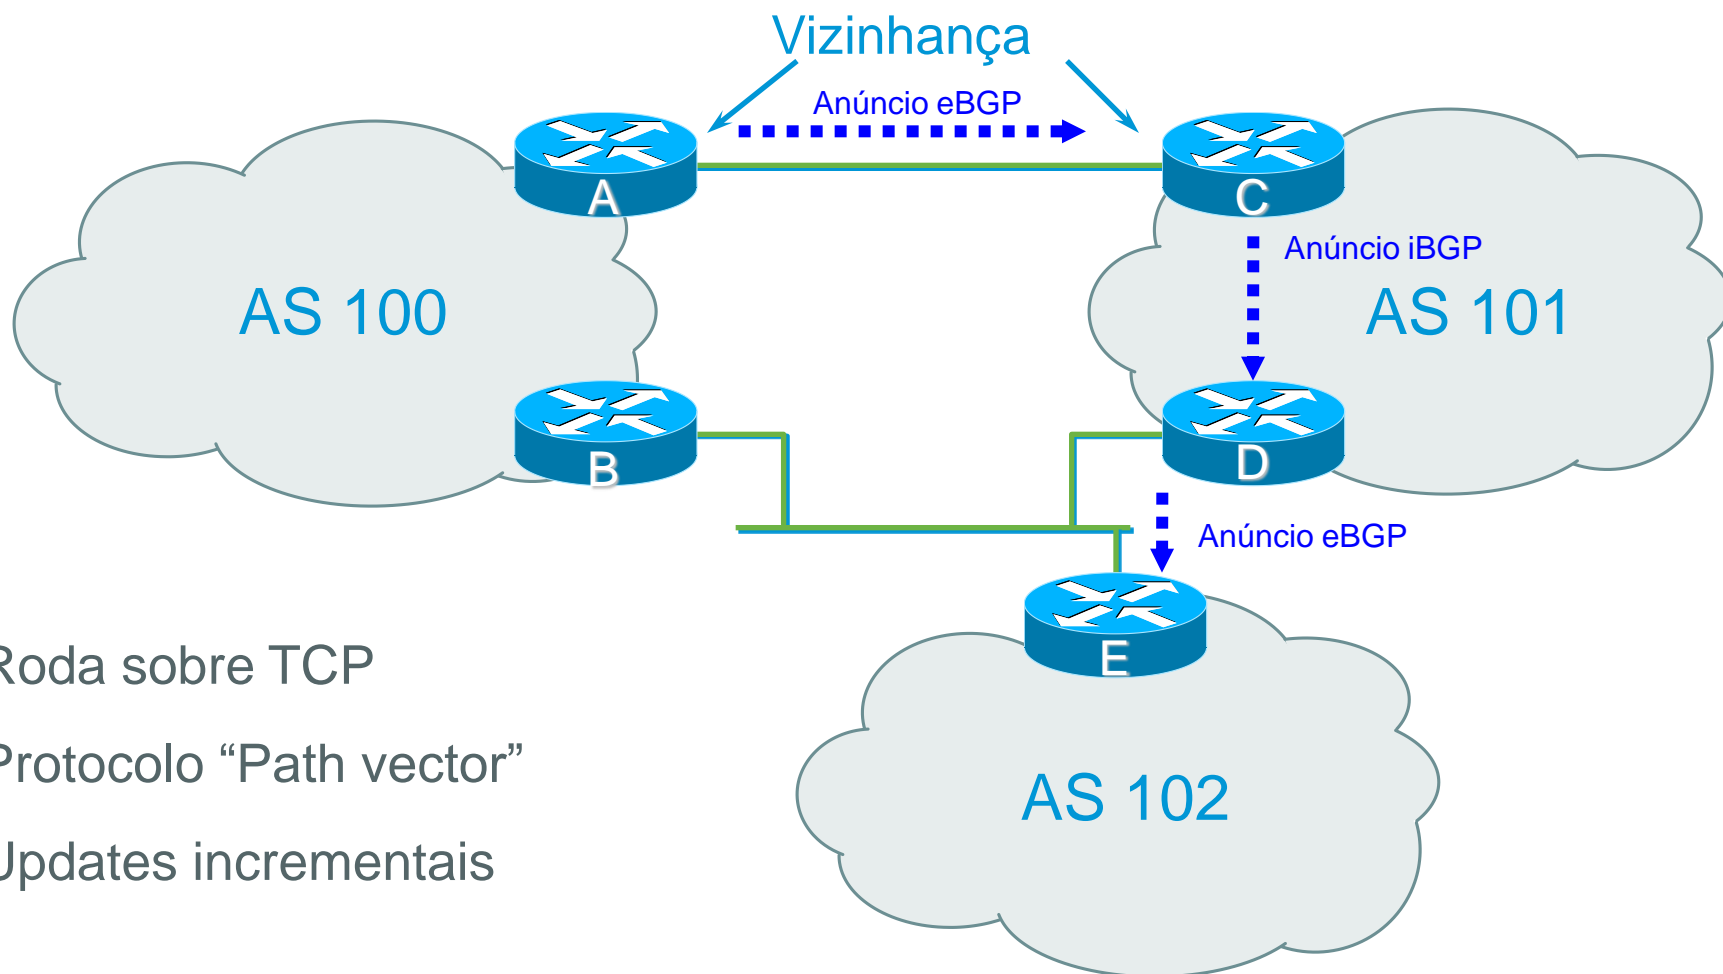 Vizinhança
Anúncio eBGP
A
C
Anúncio iBGP
AS 100
AS 101
B
D
Anúncio eBGP
E
Roda sobre TCP
Protocolo “Path vector”
AS 102
Updates incrementais